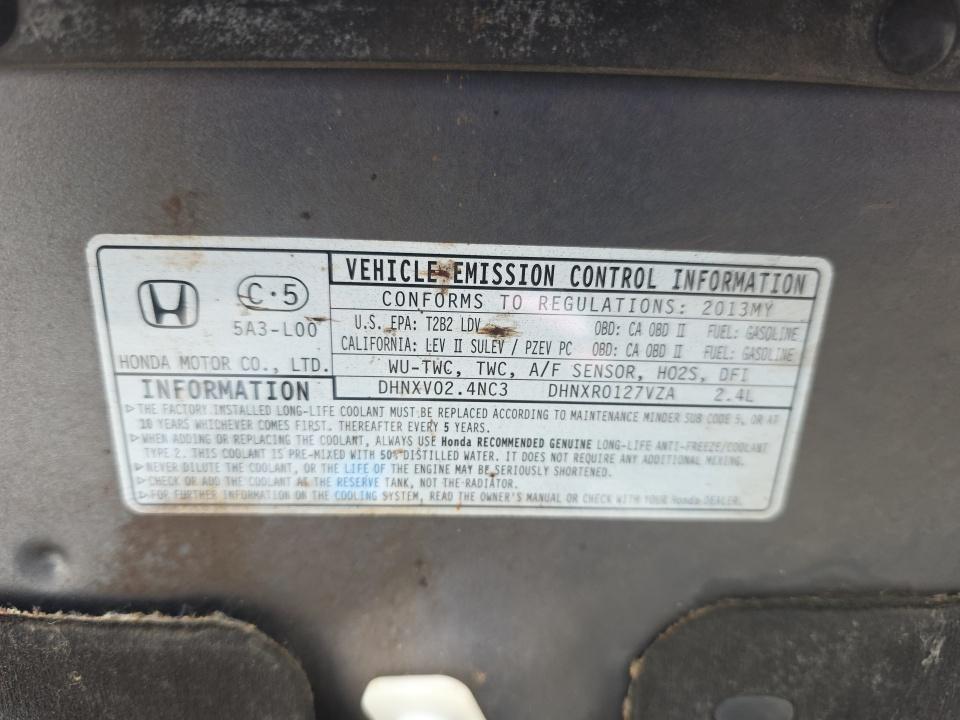 VEHICLE EMISSION CONTROL INFORMATION
C·5
CONFORMS TO REGULATIONS: 2013MY
5A3-L00
U.S. EPA: T2B2 LDV OBD: CA OBD II FUEL: GASOLINE
CALIFORNIA: LEV II SULEV / PZEV PC OBD: CA OBD II FUEL: GASOLINE
HONDA MOTOR CO., LTD.
WU-TWC, TWC, A/F SENSOR, HO2S, DFI
INFORMATION
DHNXV02.4NC3 DHNXR0127VZA 2.4L
▷THE FACTORY INSTALLED LONG-LIFE COOLANT MUST BE REPLACED ACCORDING TO MAINTENANCE MINDER SUB CODE 5, OR AT
10 YEARS WHICHEVER COMES FIRST. THEREAFTER EVERY 5 YEARS.
▷WHEN ADDING OR REPLACING THE COOLANT, ALWAYS USE Honda RECOMMENDED GENUINE LONG-LIFE ANTI-FREEZE/COOLANT
TYPE 2. THIS COOLANT IS PRE-MIXED WITH 50% DISTILLED WATER. IT DOES NOT REQUIRE ANY ADDITIONAL MIXING.
▷NEVER DILUTE THE COOLANT, OR THE LIFE OF THE ENGINE MAY BE SERIOUSLY SHORTENED.
▷CHECK OR ADD THE COOLANT AT THE RESERVE TANK, NOT THE RADIATOR.
▷FOR FURTHER INFORMATION ON THE COOLING SYSTEM, READ THE OWNER'S MANUAL OR CHECK WITH YOUR Honda DEALER.